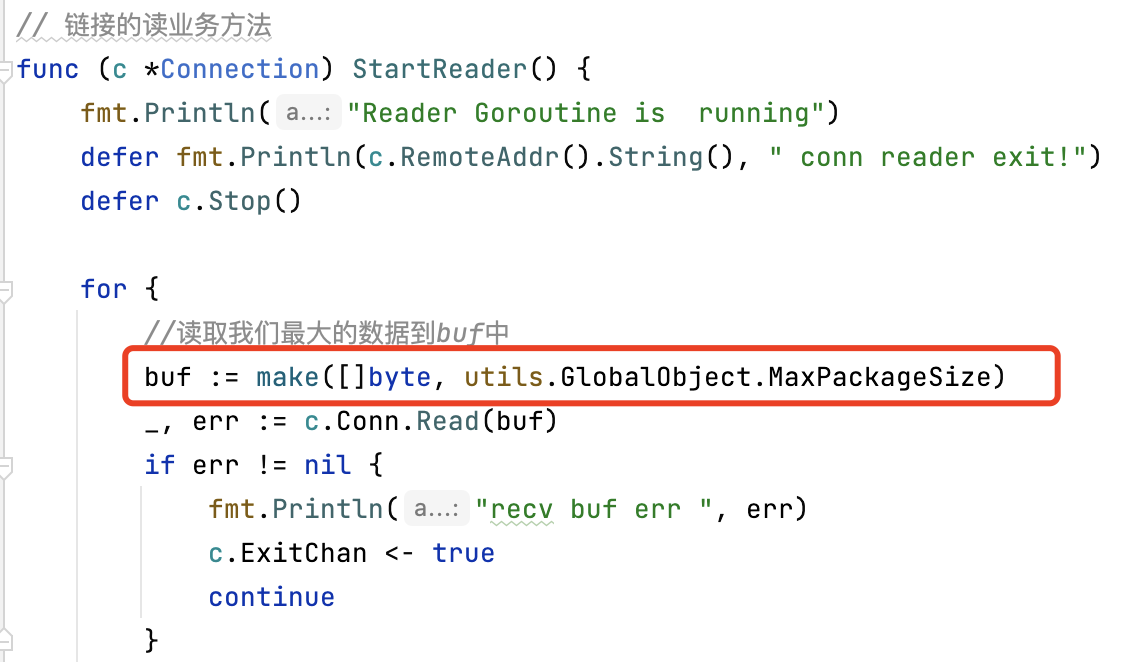 // 链接的读业务方法
func (c *Connection) StartReader() {
    fmt.Println( a...: "Reader Goroutine is  running")
    defer fmt.Println(c.RemoteAddr().String(), " conn reader exit!")
    defer c.Stop()

    for {
        //读取我们最大的数据到buf中
        buf := make([]byte, utils.GlobalObject.MaxPackageSize)
        _, err := c.Conn.Read(buf)
        if err != nil {
            fmt.Println( a...: "recv buf err ", err)
            c.ExitChan <- true
            continue
        }